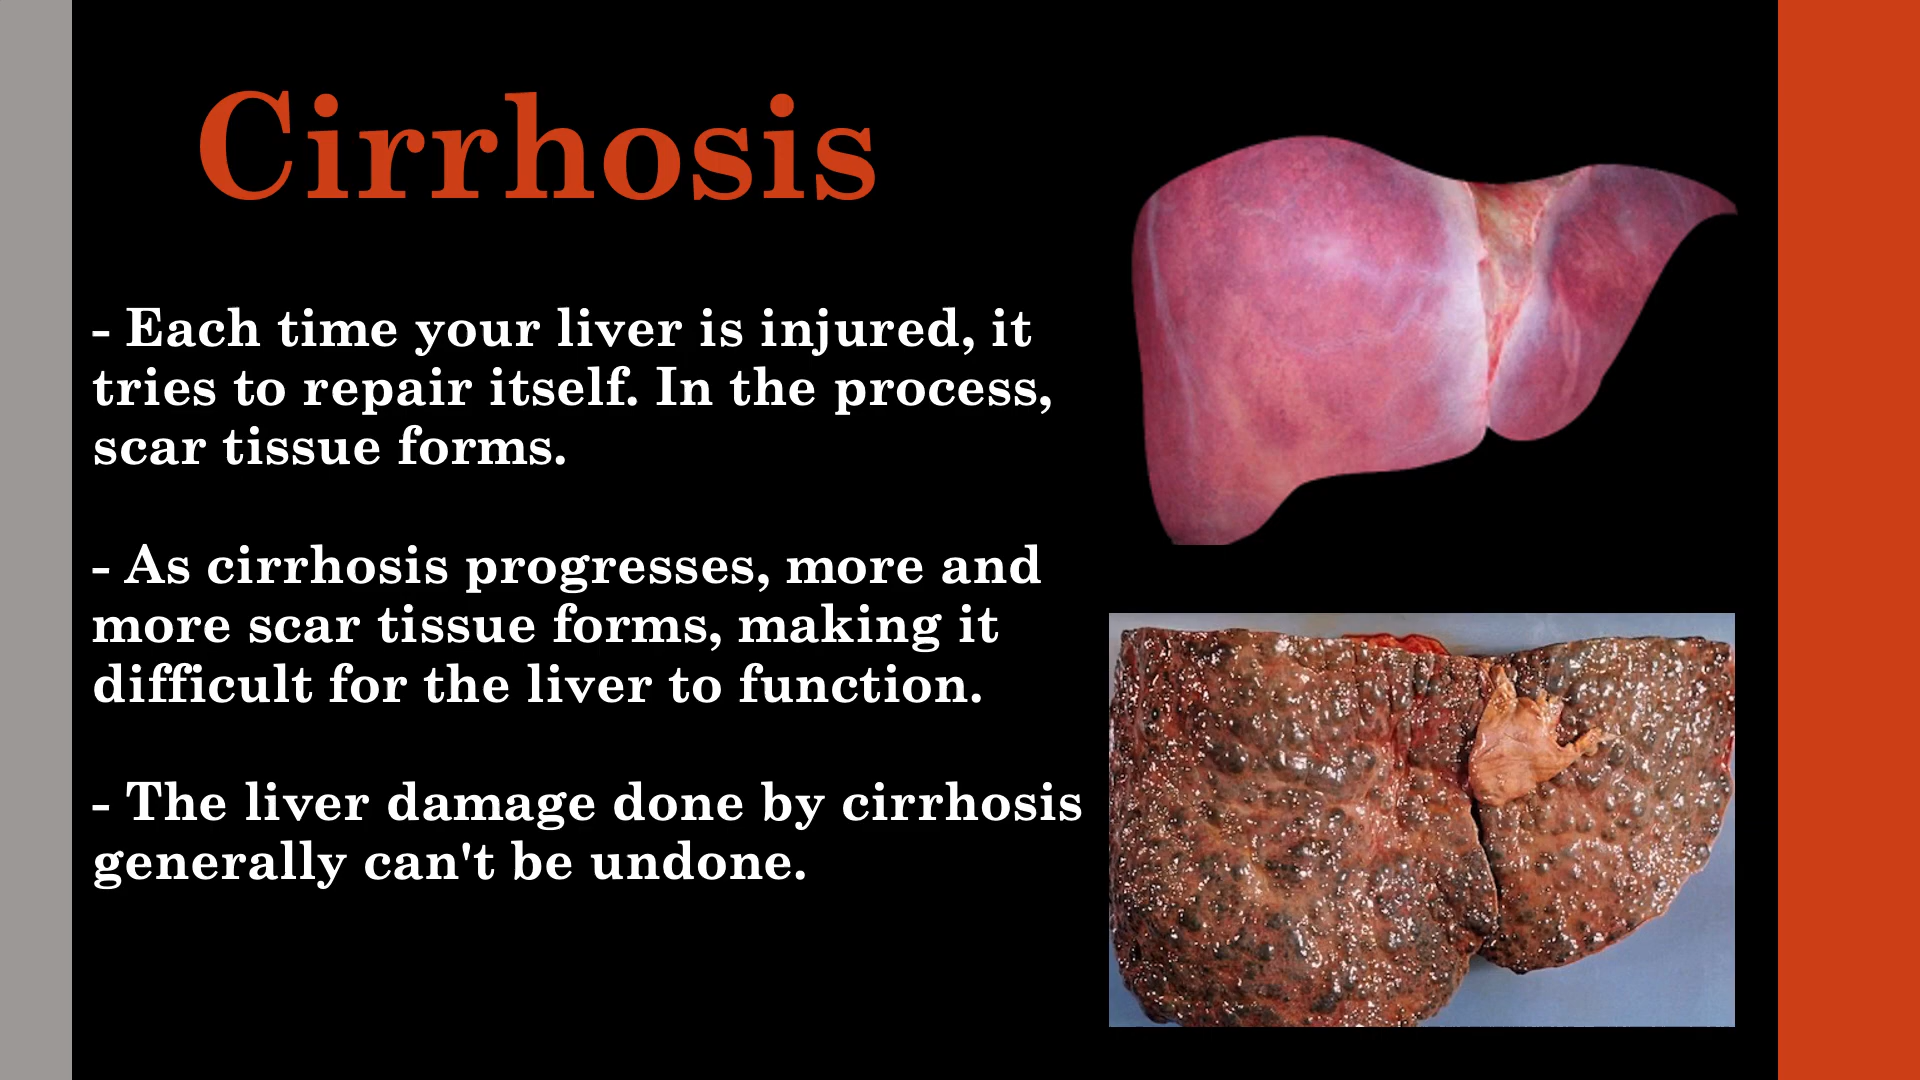 Cirrhosis
- Each time your liver is injured, it
tries to repair itself. In the process,
scar tissue forms.
- As cirrhosis progresses, more and
more scar tissue forms, making it
difficult for the liver to function.
- The liver damage done by cirrhosis
generally can't be undone.